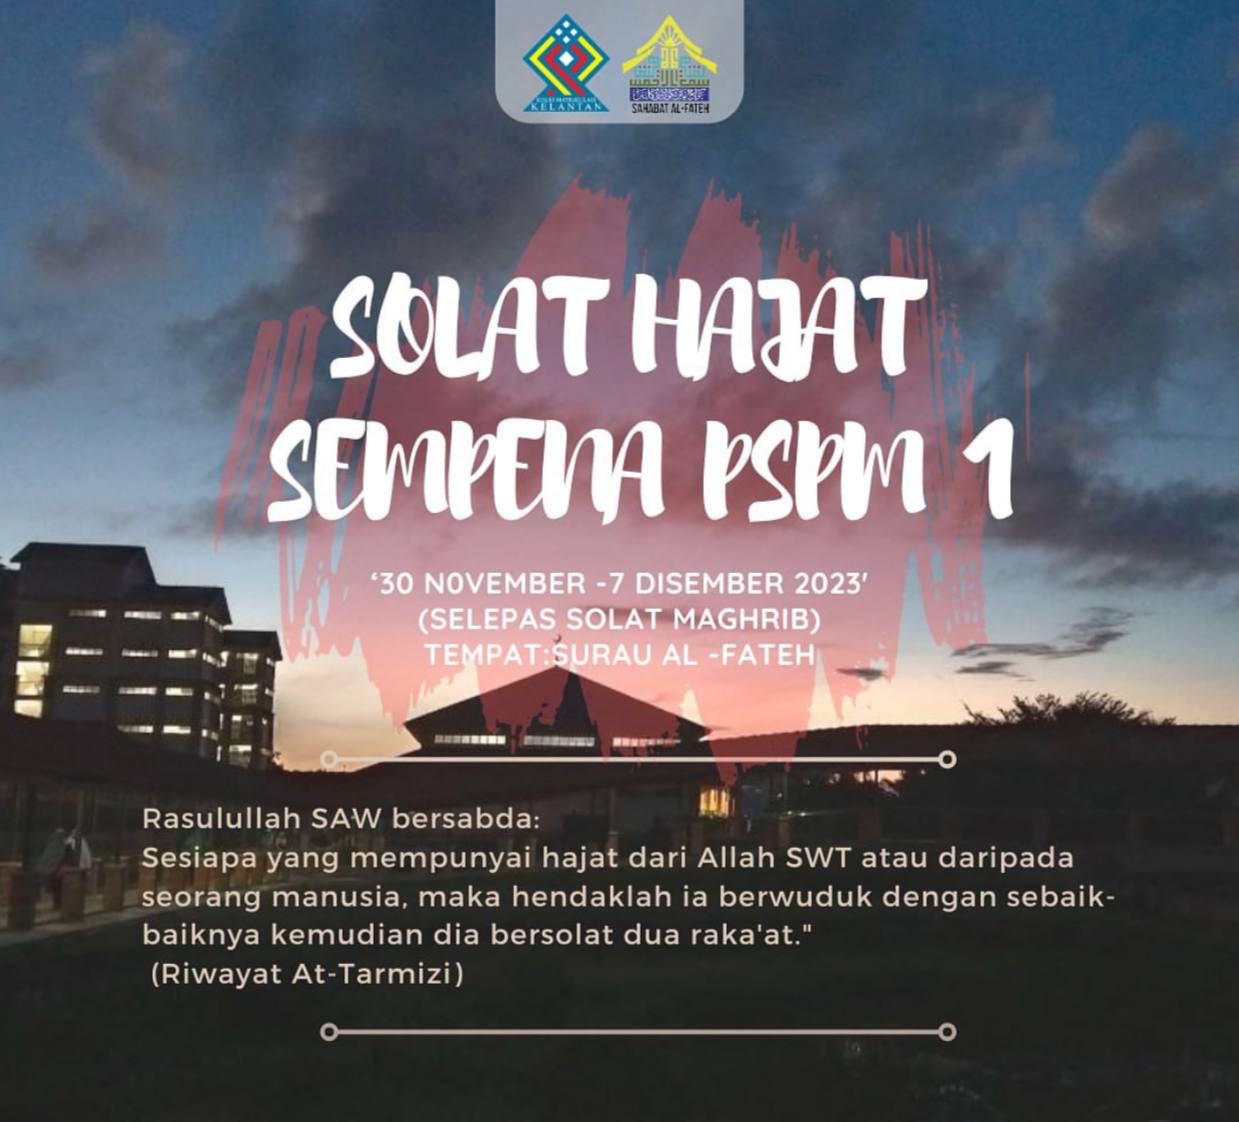 KOLEJ MATRIKULASI
KELANTAN
SAHABAT AL-FATEH
SOLAT HAJAT
SEMPENA PSPM 1
‘30 N0VEMBER -7 DISEMBER 2023'
(SELEPAS SOLAT MAGHRIB)
TEMPAT:SURAU AL -FATEH
Rasulullah SAW bersabda:
Sesiapa yang mempunyai hajat dari Allah SWT atau daripada
seorang manusia, maka hendaklah ia berwuduk dengan sebaik-
baiknya kemudian dia bersolat dua raka'at."
(Riwayat At-Tarmizi)